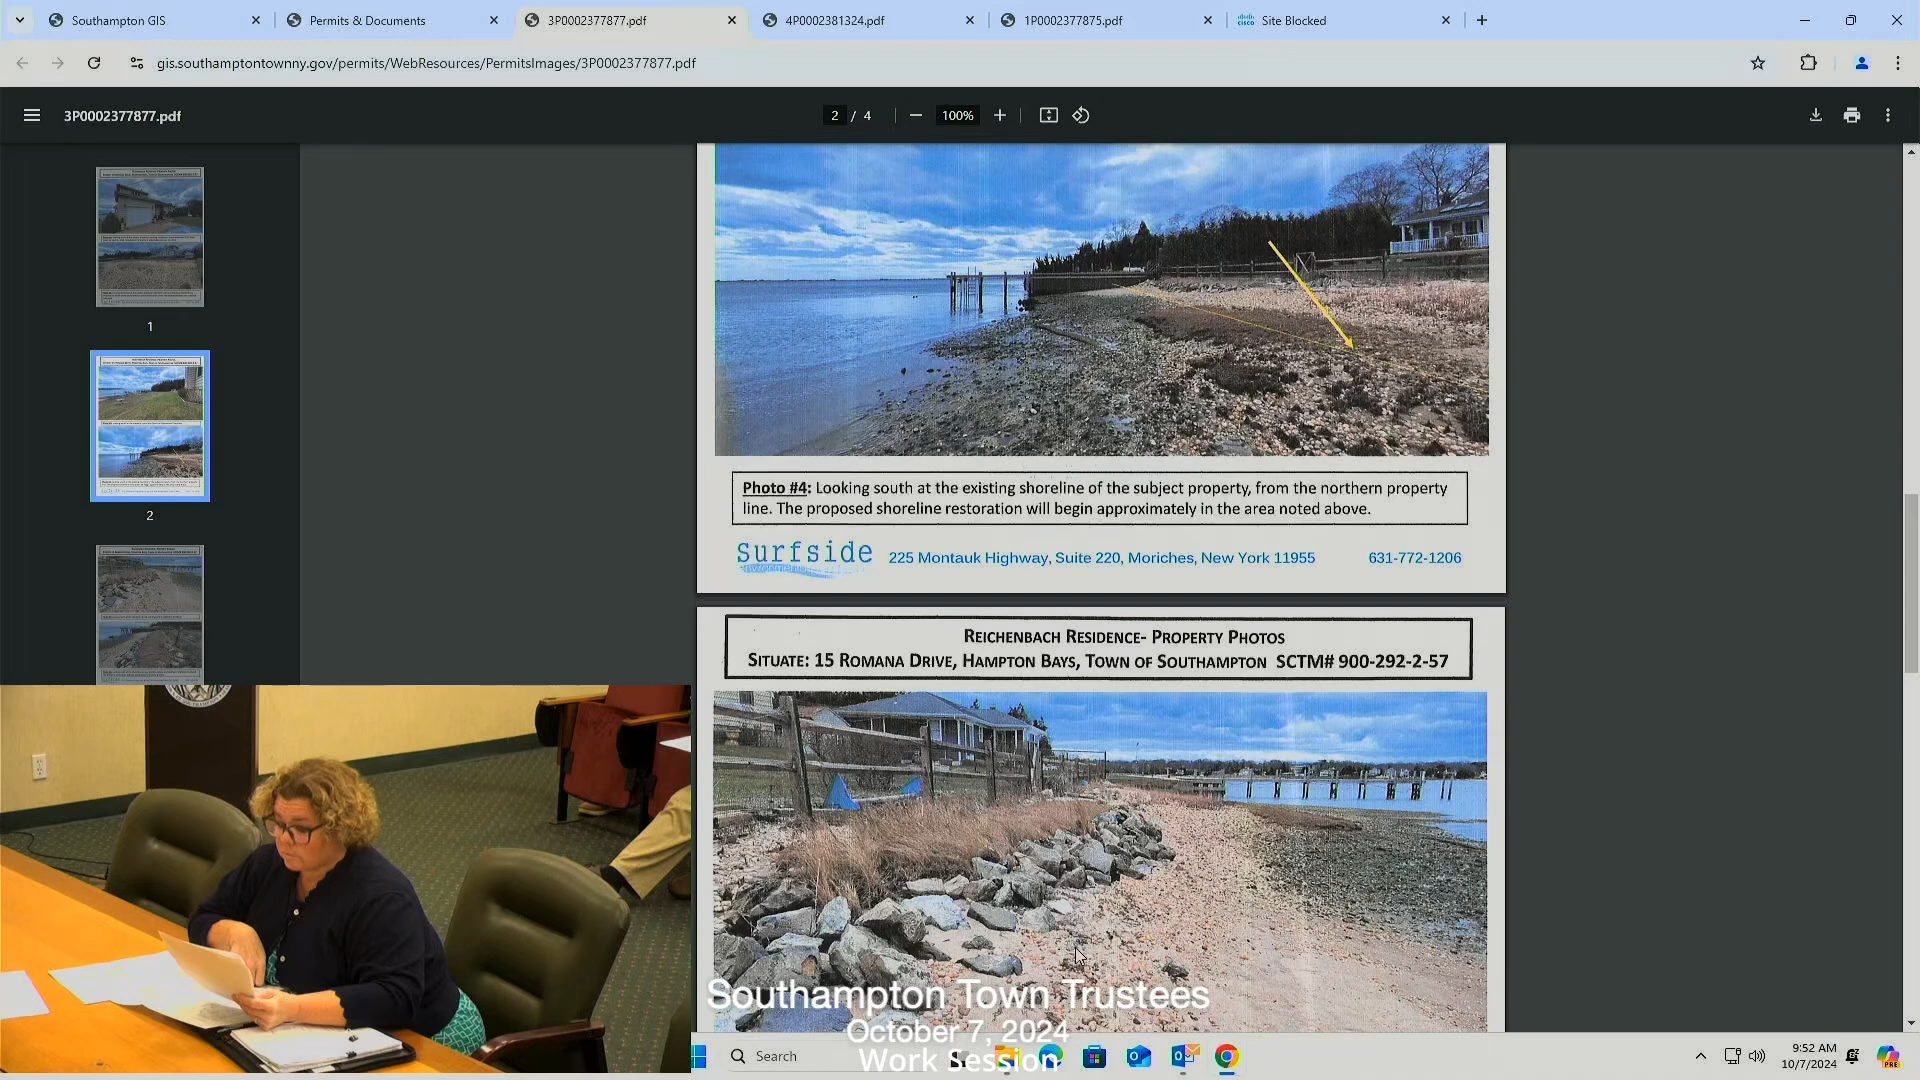 Southampton GIS
Permits & Documents
3P0002377877.pdf
4P0002381324.pdf
1P0002377875.pdf
Site Blocked
gis.southamptontownny.gov/permits/WebResources/PermitsImages/3P0002377877.pdf
3P0002377877.pdf
2 / 4
100%
1
2
Photo #4: Looking south at the existing shoreline of the subject property, from the northern property
line. The proposed shoreline restoration will begin approximately in the area noted above.
Surfside
225 Montauk Highway, Suite 220, Moriches, New York 11955 631-772-1206
REICHENBACH RESIDENCE- PROPERTY PHOTOS
SITUATE: 15 ROMANA DRIVE, HAMPTON BAYS, TOWN OF SOUTHAMPTON SCTM# 900-292-2-57
Southampton Town Trustees
October 7, 2024
Work Session
Search
9:52 AM
10/7/2024